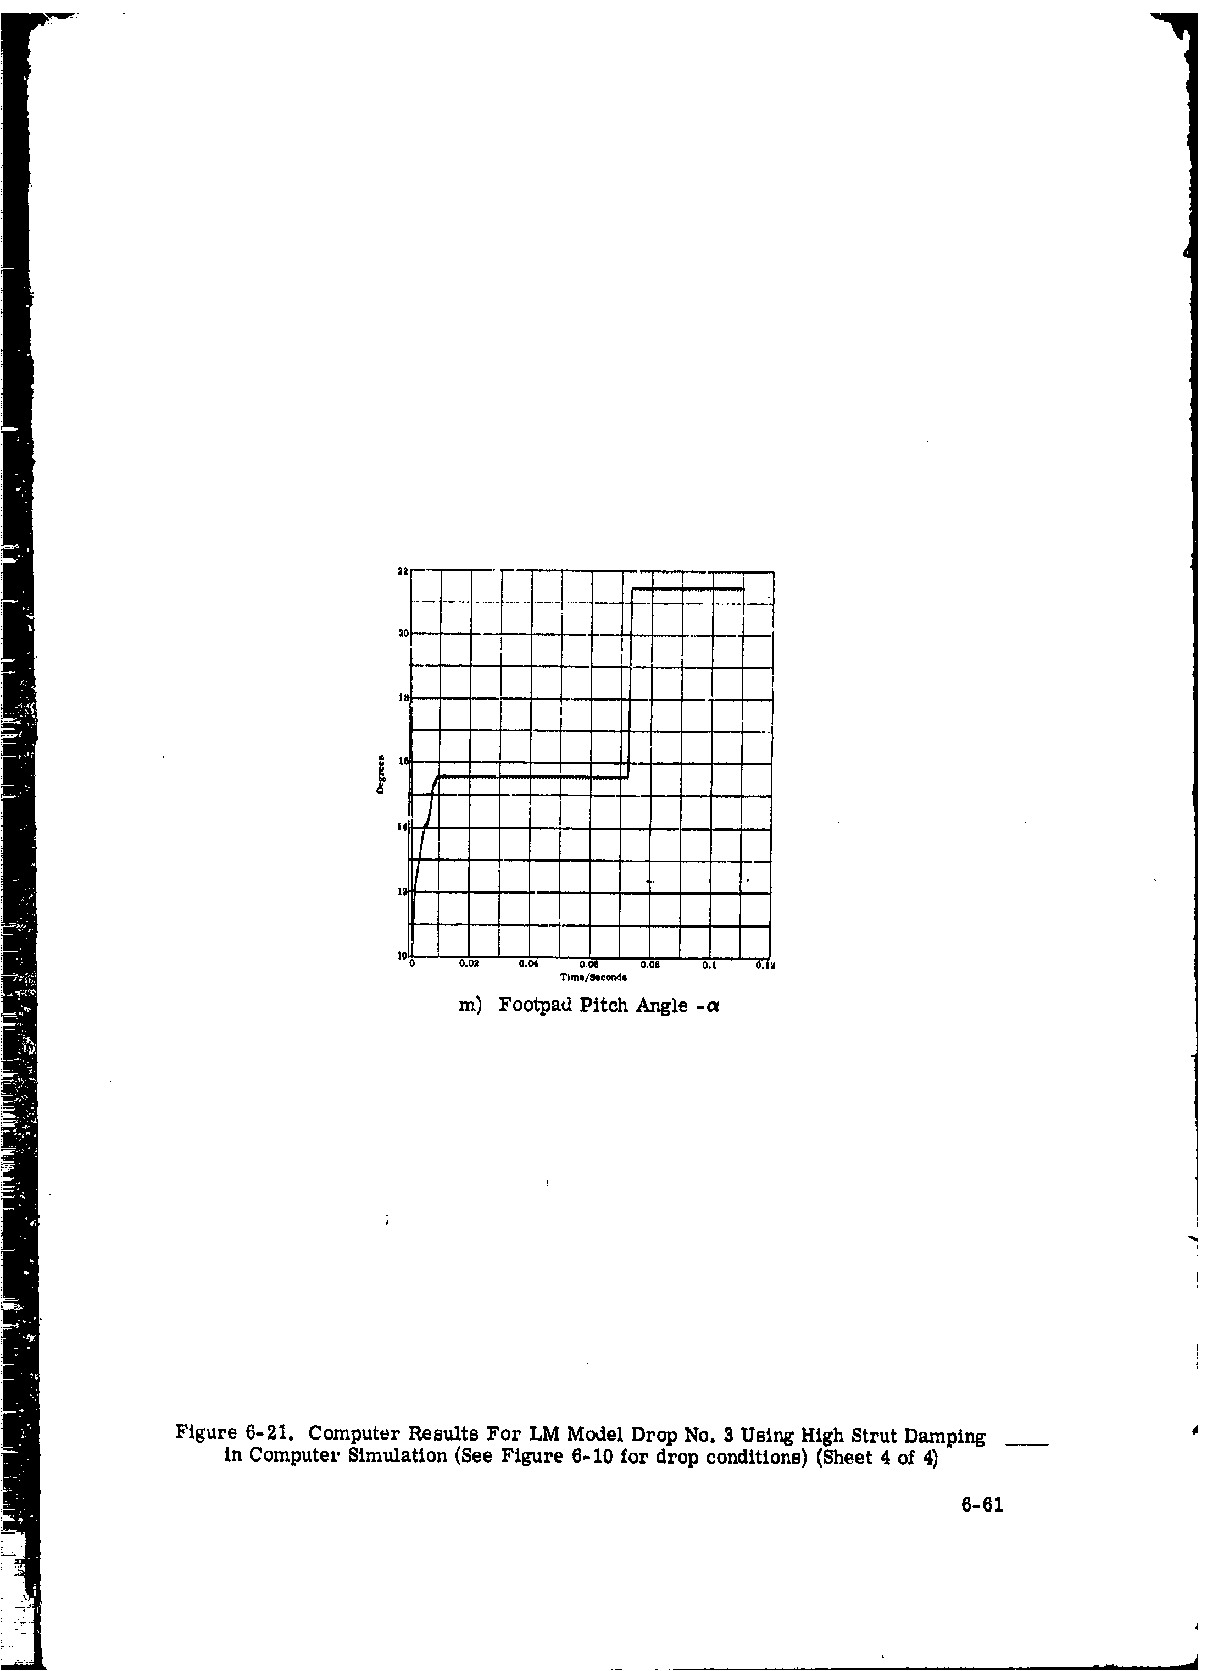 22
20
18
16
14
12
10
Degrees
0 0.02 0.04 0.06 0.08 0.1 0.12
Time/Seconds
m) Footpad Pitch Angle -α
Figure 6-21. Computer Results For LM Model Drop No. 3 Using High Strut Damping
in Computer Simulation (See Figure 6-10 for drop conditions) (Sheet 4 of 4)
6-61